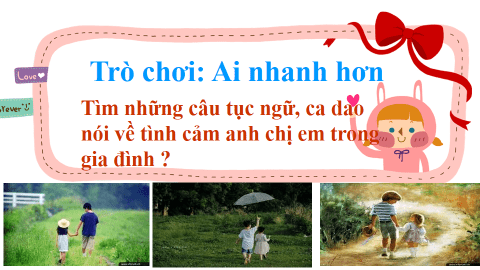 Trò chơi: Ai nhanh hơn
Love
Tìm những câu tục ngữ, ca dao
nói về tình cảm anh chị em trong
gia đình ?